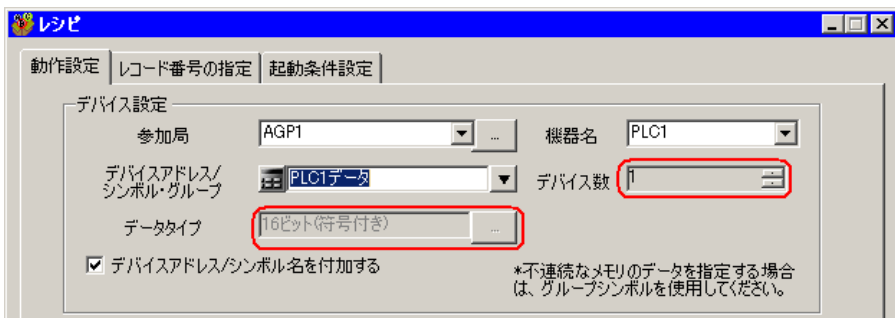 レシピ
動作設定 レコード番号の指定 起動条件設定
デバイス設定
参加局 AGP1 ... 機器名 PLC1
デバイスアドレス/
シンボル・グループ PLC1データ デバイス数 1
データタイプ 16ビット(符号付き) ...
デバイスアドレス/シンボル名を付加する
*不連続なメモリのデータを指定する場合
は、グループシンボルを使用してください。